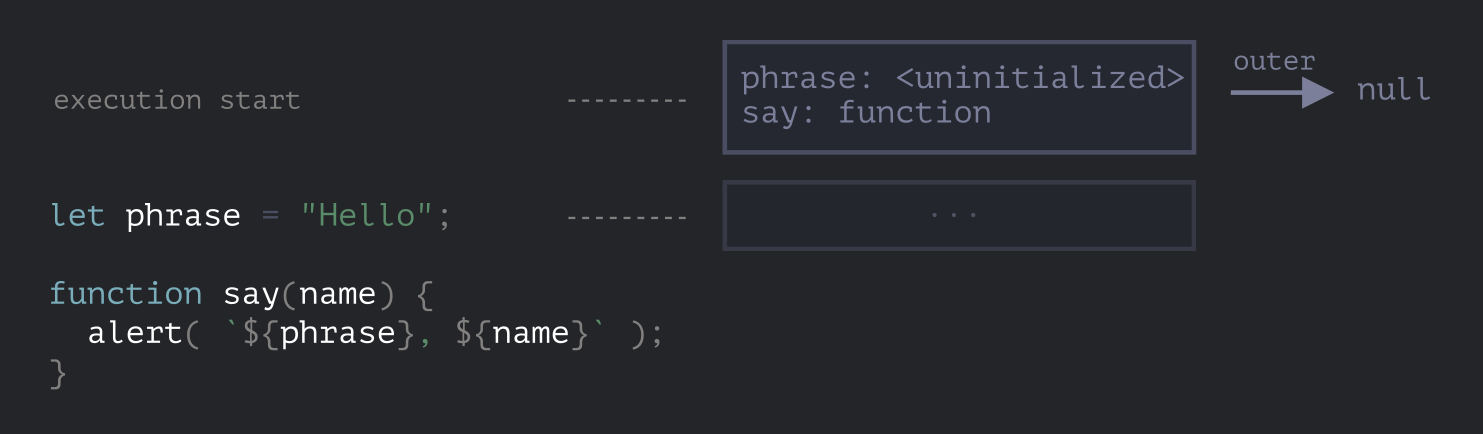 execution start --------- phrase: <uninitialized> outer null
say: function
let phrase = "Hello"; --------- ...
function say(name) {
  alert( `${phrase}, ${name}` );
}